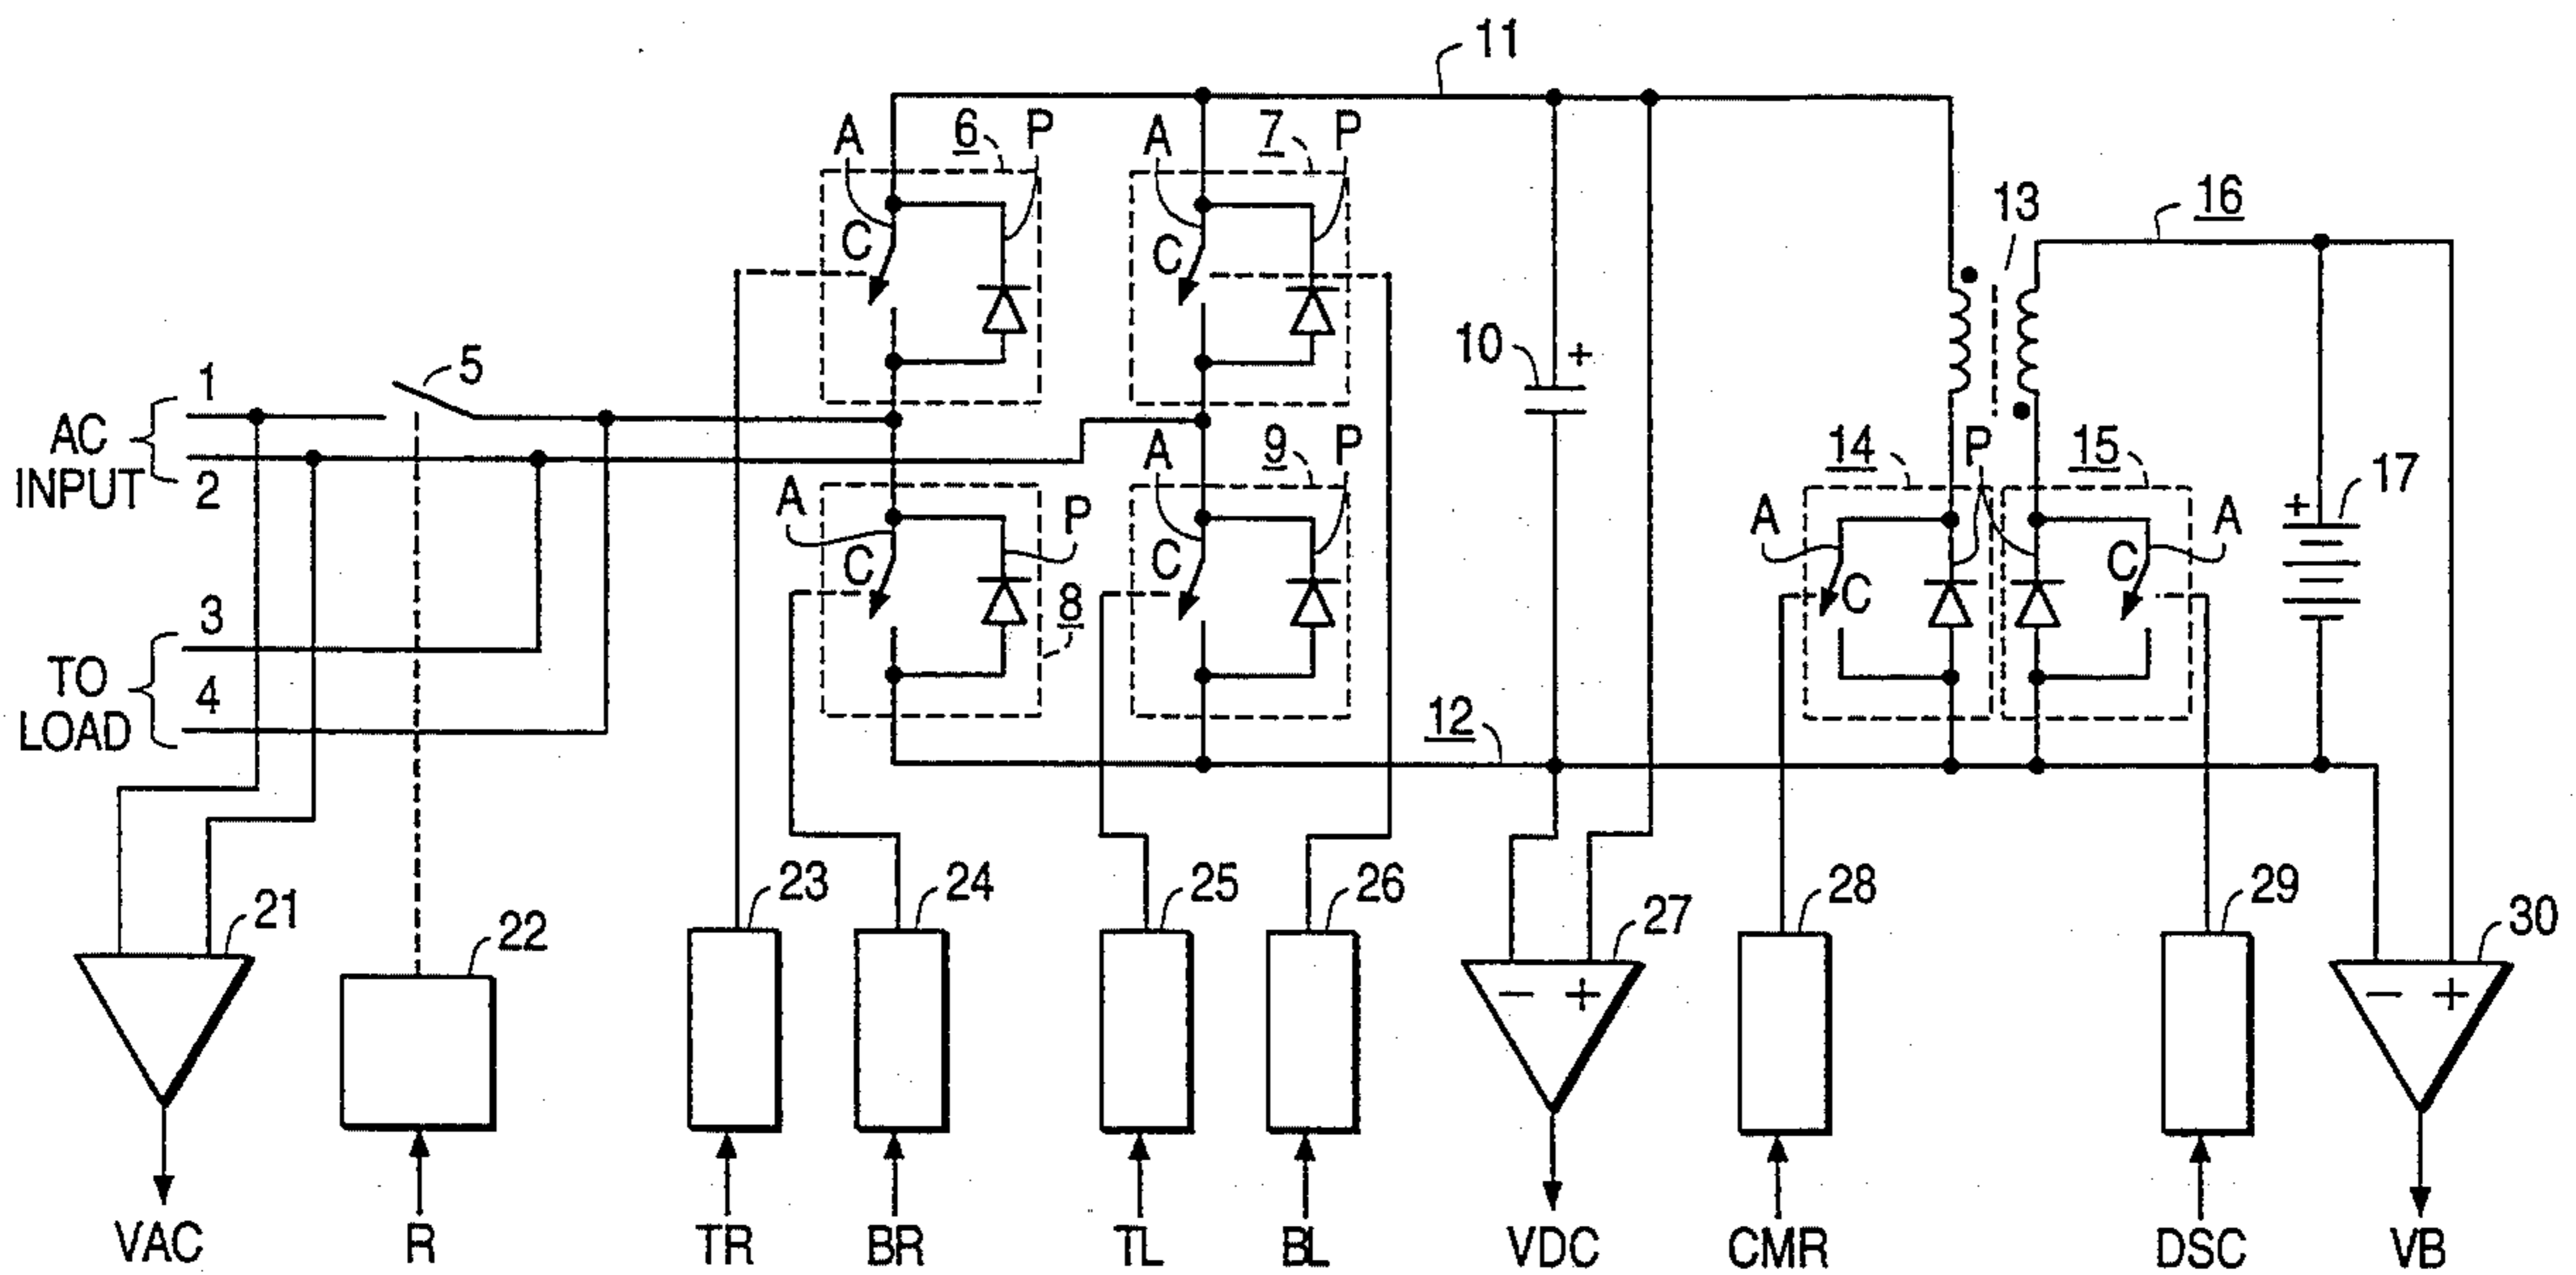 11
A 6 P A 7 P
C C
13 16
10 +
1 5
AC INPUT
2
A P A 9 P
C C
8
14 P 15
A C C A
+ 17
3
TO LOAD
4
12
21 22 23 24 25 26 27 28 29 30
− + − +
VAC R TR BR TL BL VDC CMR DSC VB